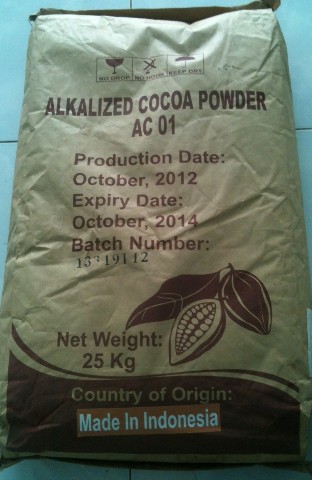 NO DROP NO HOOK KEEP DRY
ALKALIZED COCOA POWDER
AC 01
Production Date:
October, 2012
Expiry Date:
October, 2014
Batch Number:
13319112
Net Weight:
25 Kg
Country of Origin:
Made In Indonesia